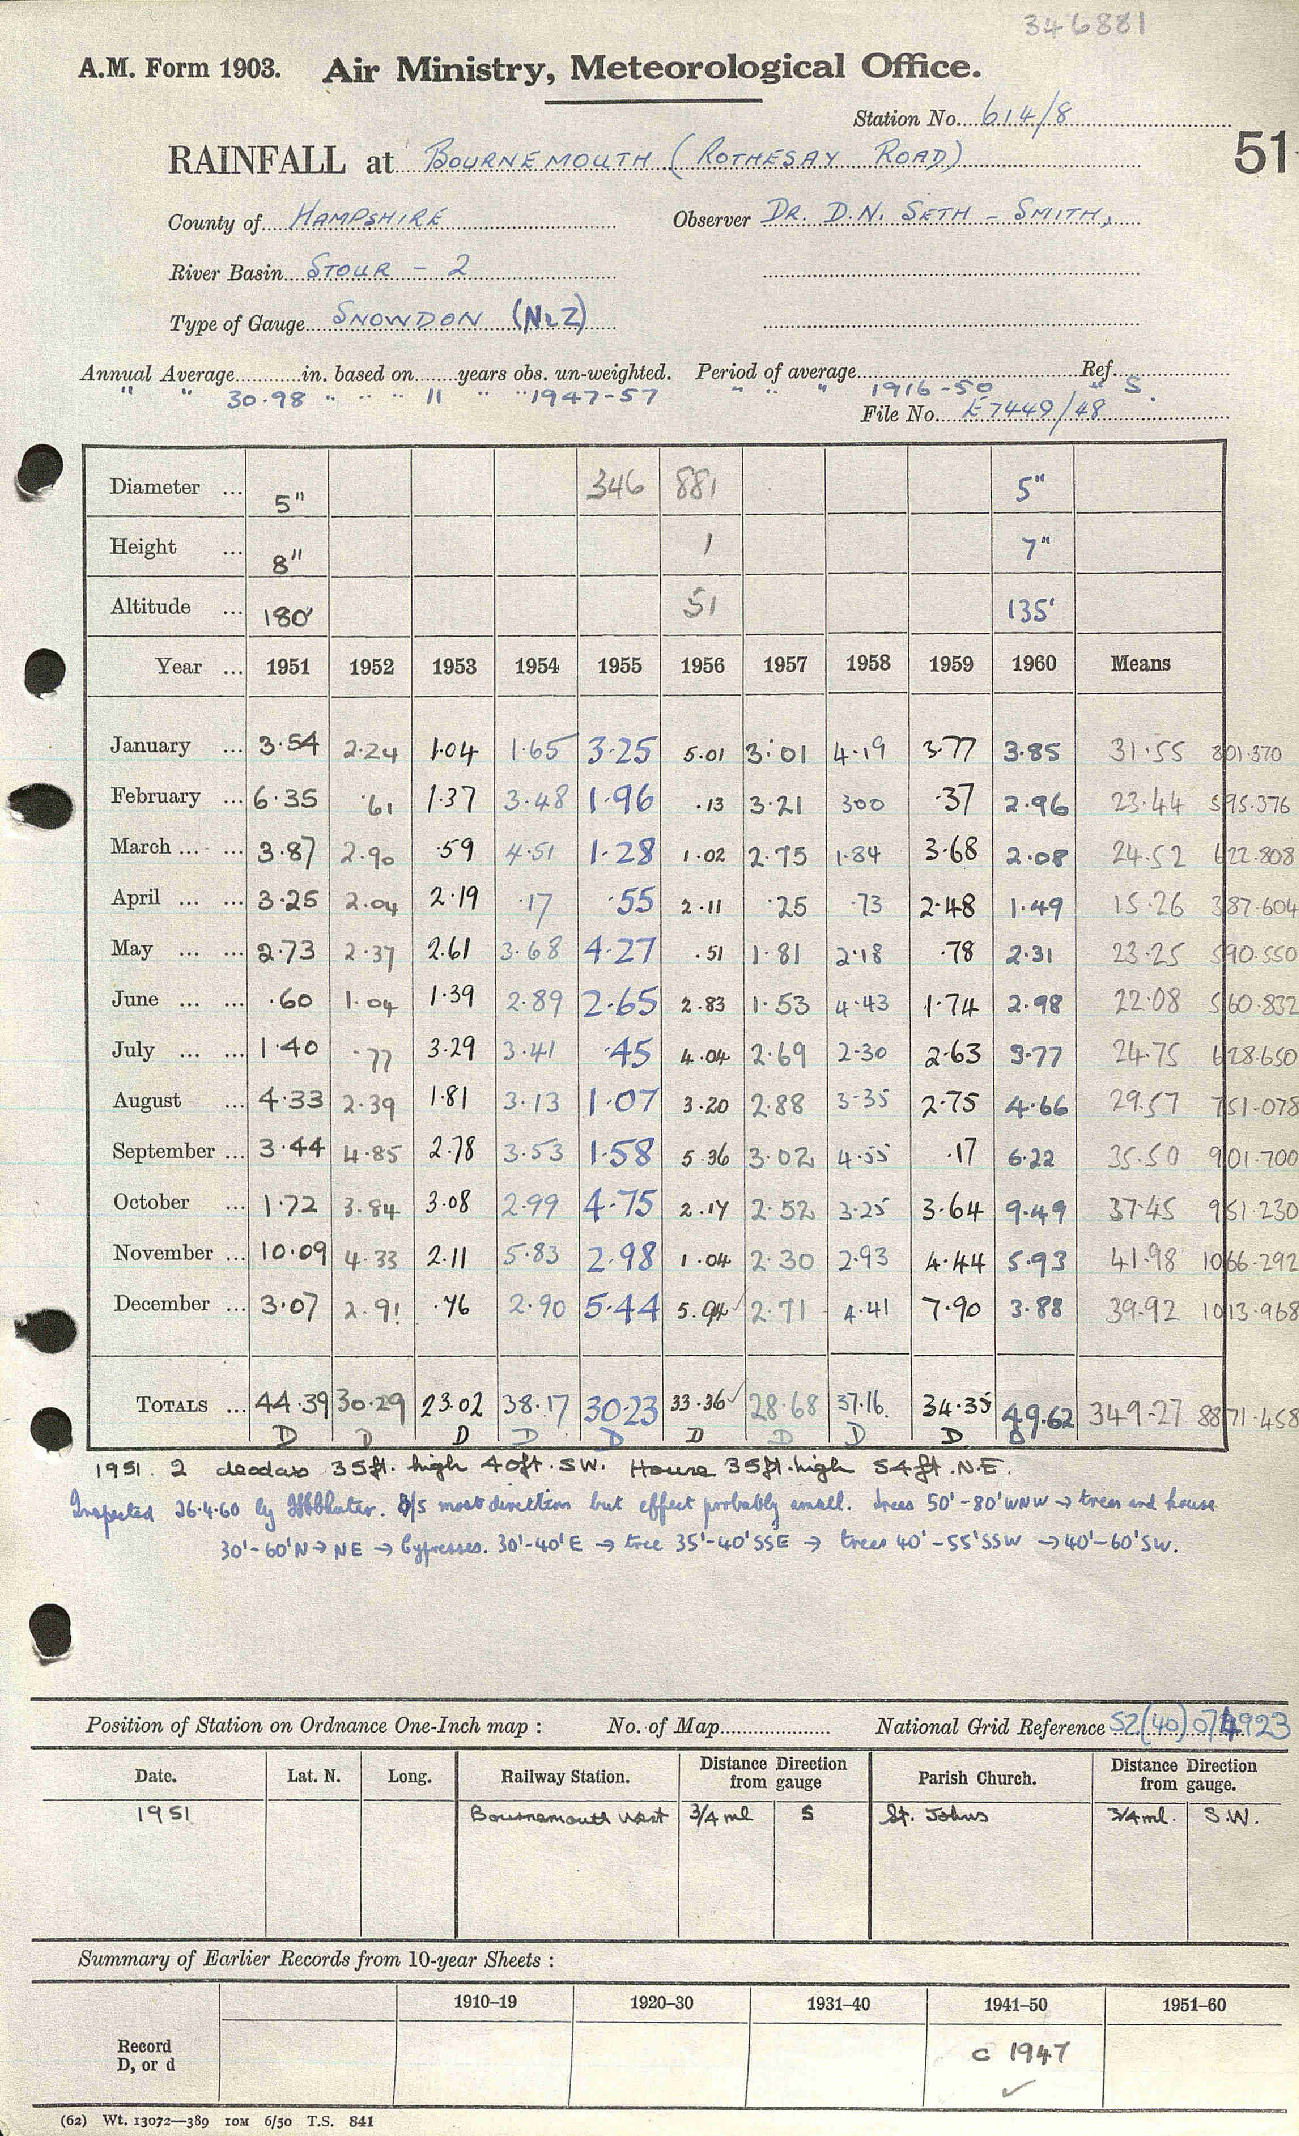 346881
A.M. Form 1903. Air Ministry, Meteorological Office.
Station No. 614/8
RAINFALL at BOURNEMOUTH (ROTHESAY ROAD) 51
County of HAMPSHIRE Observer DR. D.N. SETH - SMITH,
River Basin STOUR - 2
Type of Gauge SNOWDON
Annual Average............in. based on.......years obs. un-weighted. Period of average.......... Ref.
" " 30.98 " " " 11 " " 1947-57 " " " 1916-50 " S.
File No. E7449/48
Diameter ... 5" 346 881 5"
Height ... 8" 1 7"
Altitude ... 180' 51 135'
Year ... 1951 1952 1953 1954 1955 1956 1957 1958 1959 1960 Means
January ... 3.54 2.24 1.04 1.65 3.25 5.01 3.01 4.19 3.77 3.85 31.55 801.370
February ... 6.35 .61 1.37 3.48 1.96 .13 3.21 300 .37 2.96 23.44 595.376
March ... ... 3.87 2.90 .59 4.51 1.28 1.02 2.75 1.84 3.68 2.08 24.52 622.808
April ... ... 3.25 2.04 2.19 .17 .55 2.11 .25 .73 2.48 1.49 15.26 387.604
May ... ... 2.73 2.37 2.61 3.68 4.27 .51 1.81 2.18 .78 2.31 23.25 590.550
June ... ... .60 1.04 1.39 2.89 2.65 2.83 1.53 4.43 1.74 2.98 22.08 560.832
July ... ... 1.40 .77 3.29 3.41 .45 4.04 2.69 2.30 2.63 3.77 24.75 628.650
August ... 4.33 2.39 1.81 3.13 1.07 3.20 2.88 3.35 2.75 4.66 29.57 751.078
September ... 3.44 4.85 2.78 3.53 1.58 5.36 3.02 4.55 .17 6.22 35.50 901.700
October ... 1.72 3.84 3.08 2.99 4.75 2.17 2.52 3.25 3.64 9.49 37.45 951.230
November ... 10.09 4.33 2.11 5.83 2.98 1.04 2.30 2.93 4.44 5.93 41.98 1066.292
December ... 3.07 2.91 .76 2.90 5.44 5.94 2.71 4.41 7.90 3.88 39.92 1013.968
TOTALS ... 44.39 30.29 23.02 38.17 30.23 33.36 28.68 37.16 34.35 49.62 349.27 8871.458
D D D D D D D D D D
1951. 2 deodars 35ft. high 40ft. SW. House 35ft. high 54ft. N.E.
Inspected 26.4.60 by O/S most direction but effect probably small. trees 50'-80' WNW → trees and house
30'-60' N → NE → Cypresses. 30'-40' E → tree 35'-40' SSE → trees 40'-55' SSW → 40'-60' SW.
Position of Station on Ordnance One-Inch map : No. of Map.................... National Grid Reference SZ(40)074923
Date. Lat. N. Long. Railway Station. Distance from gauge Direction Parish Church. Distance from gauge. Direction
1951 Bournemouth West 3/4 ml S St. Johns 3/4 ml. S.W.
Summary of Earlier Records from 10-year Sheets :
1910–19 1920–30 1931–40 1941–50 1951–60
Record
D, or d
c 1947
(62) Wt. 13072—389 10M 6/50 T.S. 841